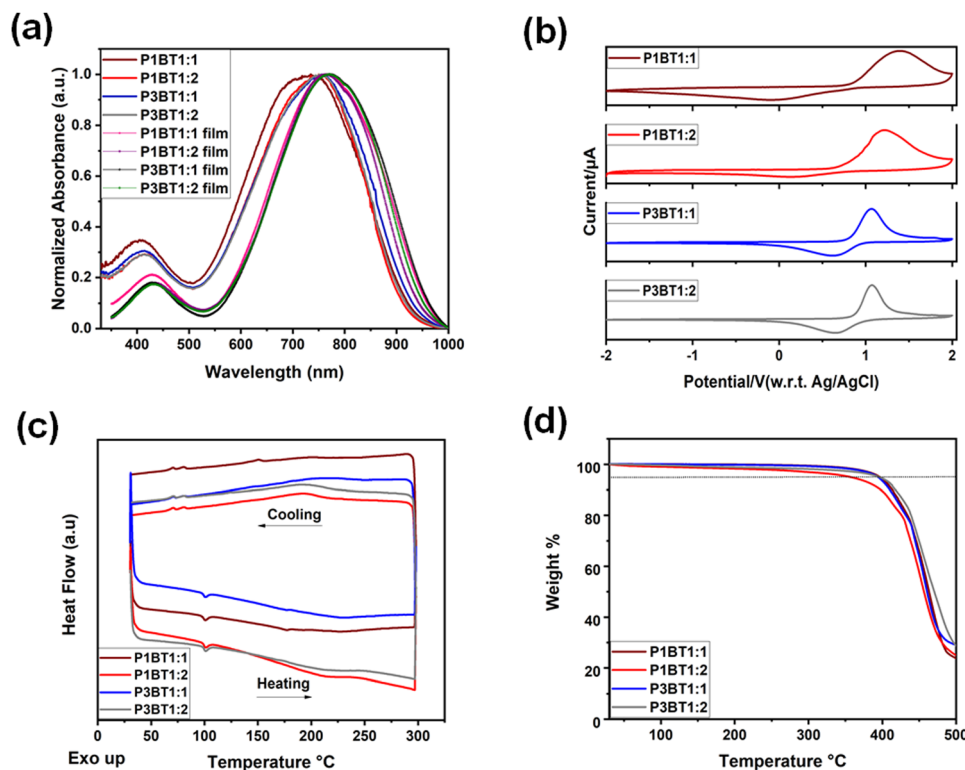 (a)
Normalized Absorbance (a.u.)
1.0
0.8
0.6
0.4
0.2
0.0
P1BT1:1
P1BT1:2
P3BT1:1
P3BT1:2
P1BT1:1 film
P1BT1:2 film
P3BT1:1 film
P3BT1:2 film
400 500 600 700 800 900 1000
Wavelength (nm)
(b)
Current/µA
P1BT1:1
P1BT1:2
P3BT1:1
P3BT1:2
-2 -1 0 1 2
Potential/V(w.r.t. Ag/AgCl)
(c)
Heat Flow (a.u)
Cooling
Heating
P1BT1:1
P1BT1:2
P3BT1:1
P3BT1:2
0 50 100 150 200 250 300
Exo up
Temperature °C
(d)
Weight %
100
80
60
40
20
0
P1BT1:1
P1BT1:2
P3BT1:1
P3BT1:2
100 200 300 400 500
Temperature °C